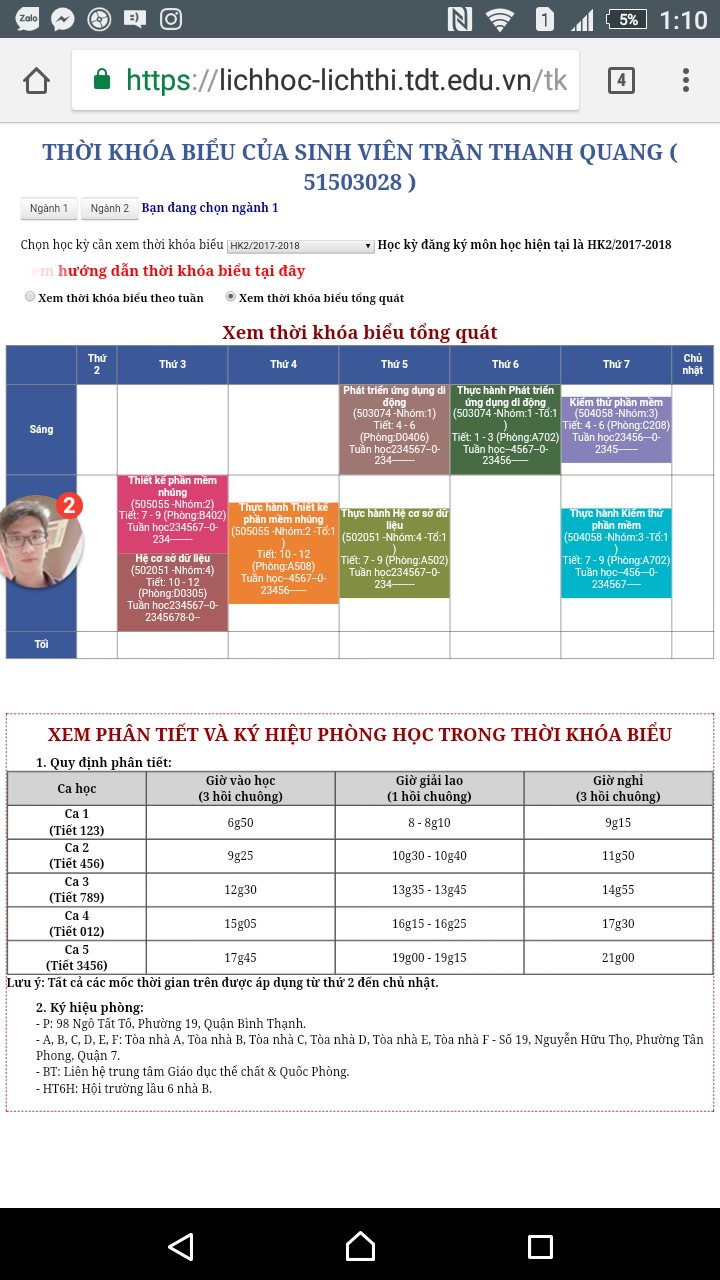 Zalo
5%
1:10
1
https://lichhoc-lichthi.tdt.edu.vn/tk
4
THỜI KHÓA BIỂU CỦA SINH VIÊN TRẦN THANH QUANG (
51503028 )
Ngành 1 Ngành 2 Bạn đang chọn ngành 1
Chọn học kỳ cần xem thời khóa biểu HK2/2017-2018 Học kỳ đăng ký môn học hiện tại là HK2/2017-2018
em hướng dẫn thời khóa biểu tại đây
Xem thời khóa biểu theo tuần Xem thời khóa biểu tổng quát
Xem thời khóa biểu tổng quát
Thứ
2
Thứ 3
Thứ 4
Thứ 5
Thứ 6
Thứ 7
Chủ
nhật
Sáng
Phát triển ứng dụng di
động
(503074 -Nhóm:1)
Tiết: 4 - 6
(Phòng:D0406)
Tuần học234567--0-
234--------
Thực hành Phát triển
ứng dụng di động
(503074 -Nhóm:1 -Tổ:1
)
Tiết: 1 - 3 (Phòng:A702)
Tuần học--4567--0-
23456------
Kiểm thử phần mềm
(504058 -Nhóm:3)
Tiết: 4 - 6 (Phòng:C208)
Tuần học23456---0-
2345-------
2
Thiết kế phần mềm
nhúng
(505055 -Nhóm:2)
Tiết: 7 - 9 (Phòng:B402)
Tuần học234567--0-
234--------
Hệ cơ sở dữ liệu
(502051 -Nhóm:4)
Tiết: 10 - 12
(Phòng:D0305)
Tuần học234567--0-
2345678-0--
Thực hành Thiết kế
phần mềm nhúng
(505055 -Nhóm:2 -Tổ:1
)
Tiết: 10 - 12
(Phòng:A508)
Tuần học--4567--0-
23456------
Thực hành Hệ cơ sở dữ
liệu
(502051 -Nhóm:4 -Tổ:1
)
Tiết: 7 - 9 (Phòng:A502)
Tuần học234567--0-
234--------
Thực hành Kiểm thử
phần mềm
(504058 -Nhóm:3 -Tổ:1
)
Tiết: 7 - 9 (Phòng:A702)
Tuần học--456---0-
234567-----
Tối
XEM PHÂN TIẾT VÀ KÝ HIỆU PHÒNG HỌC TRONG THỜI KHÓA BIỂU
1. Quy định phân tiết:
Ca học
Giờ vào học
(3 hồi chuông)
Giờ giải lao
(1 hồi chuông)
Giờ nghỉ
(3 hồi chuông)
Ca 1
(Tiết 123)
6g50
8 - 8g10
9g15
Ca 2
(Tiết 456)
9g25
10g30 - 10g40
11g50
Ca 3
(Tiết 789)
12g30
13g35 - 13g45
14g55
Ca 4
(Tiết 012)
15g05
16g15 - 16g25
17g30
Ca 5
(Tiết 3456)
17g45
19g00 - 19g15
21g00
Lưu ý: Tất cả các mốc thời gian trên được áp dụng từ thứ 2 đến chủ nhật.
2. Ký hiệu phòng:
- P: 98 Ngô Tất Tố, Phường 19, Quận Bình Thạnh.
- A, B, C, D, E, F: Tòa nhà A, Tòa nhà B, Tòa nhà C, Tòa nhà D, Tòa nhà E, Tòa nhà F - Số 19, Nguyễn Hữu Thọ, Phường Tân
Phong, Quận 7.
- BT: Liên hệ trung tâm Giáo dục thể chất & Quốc Phòng.
- HT6H: Hội trường lầu 6 nhà B.